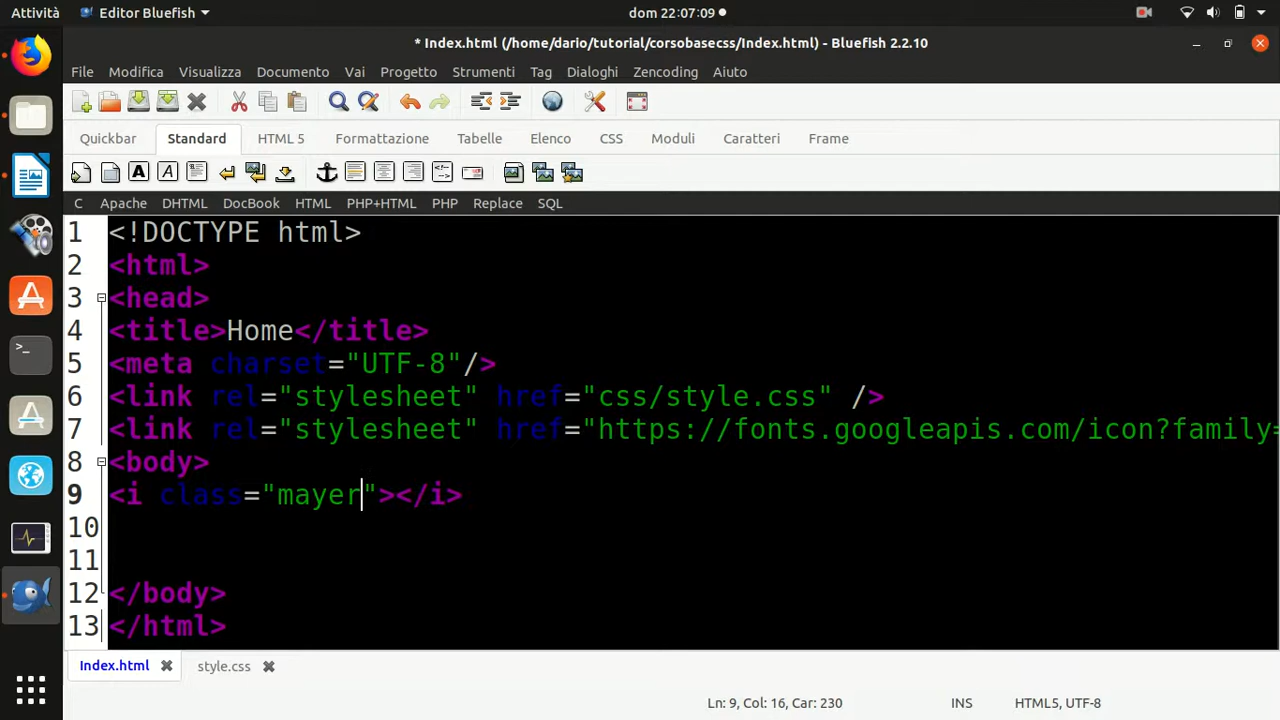 Attività
Editor Bluefish
dom 22:07:09
* Index.html (/home/dario/tutorial/corsobasecss/Index.html) - Bluefish 2.2.10
File Modifica Visualizza Documento Vai Progetto Strumenti Tag Dialoghi Zencoding Aiuto
Quickbar Standard HTML 5 Formattazione Tabelle Elenco CSS Moduli Caratteri Frame
C Apache DHTML DocBook HTML PHP+HTML PHP Replace SQL
1 <!DOCTYPE html>
2 <html>
3 <head>
4 <title>Home</title>
5 <meta charset="UTF-8"/>
6 <link rel="stylesheet" href="css/style.css" />
7 <link rel="stylesheet" href="https://fonts.googleapis.com/icon?family=
8 <body>
9 <i class="mayer"></i>
10
11
12 </body>
13 </html>
Index.html style.css
Ln: 9, Col: 16, Car: 230 INS HTML5, UTF-8